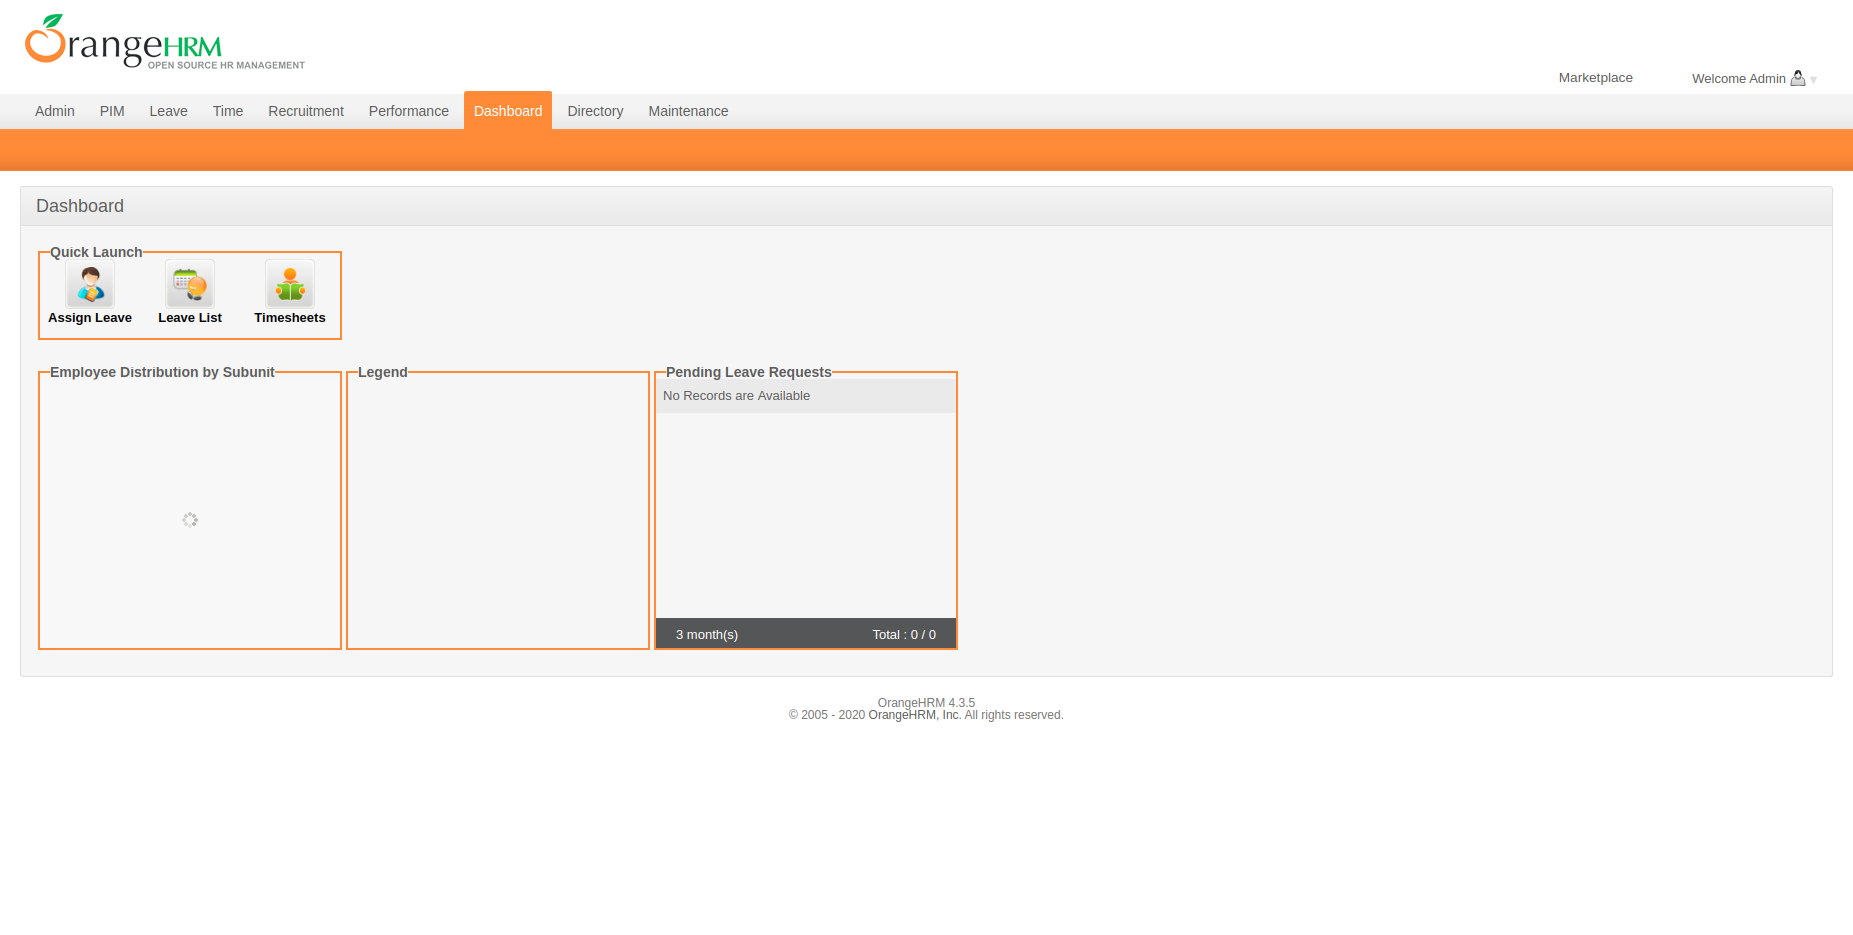 OrangeHRM
OPEN SOURCE HR MANAGEMENT
Marketplace
Welcome Admin
Admin PIM Leave Time Recruitment Performance Dashboard Directory Maintenance
Dashboard
Quick Launch
Assign Leave Leave List Timesheets
Employee Distribution by Subunit Legend Pending Leave Requests
No Records are Available
3 month(s) Total : 0 / 0
OrangeHRM 4.3.5
© 2005 - 2020 OrangeHRM, Inc. All rights reserved.